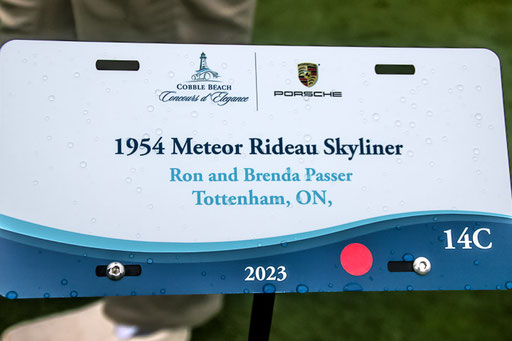 COBBLE BEACH
Concours d'Elegance
PORSCHE
1954 Meteor Rideau Skyliner
Ron and Brenda Passer
Tottenham, ON,
14C
2023